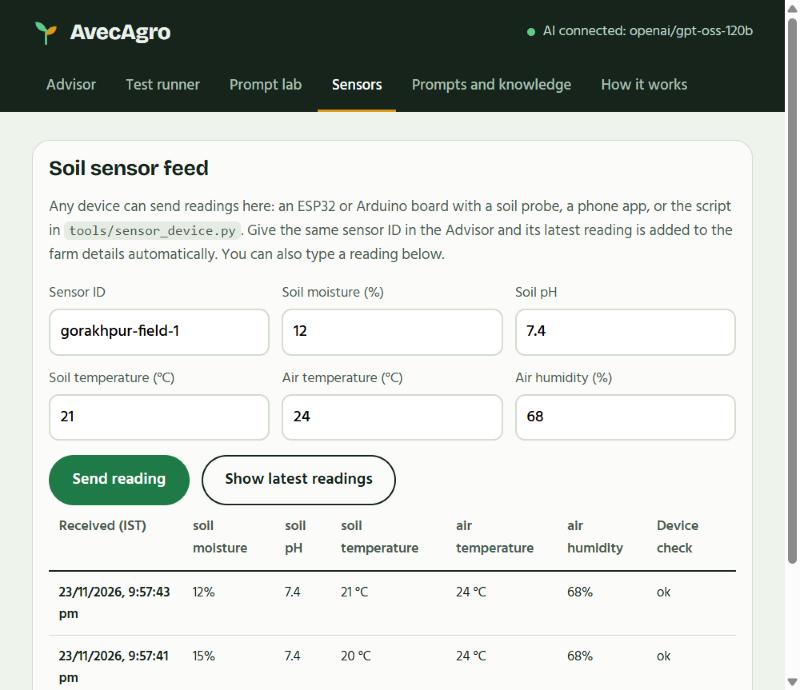 AvecAgro
AI connected: openai/gpt-oss-120b
Advisor Test runner Prompt lab Sensors Prompts and knowledge How it works
Soil sensor feed
Any device can send readings here: an ESP32 or Arduino board with a soil probe, a phone app, or the script
in tools/sensor_device.py. Give the same sensor ID in the Advisor and its latest reading is added to the
farm details automatically. You can also type a reading below.
Sensor ID Soil moisture (%) Soil pH
gorakhpur-field-1 12 7.4
Soil temperature (°C) Air temperature (°C) Air humidity (%)
21 24 68
Send reading Show latest readings
Received (IST) soil moisture soil pH soil temperature air temperature air humidity Device check
23/11/2026, 9:57:43 pm 12% 7.4 21 °C 24 °C 68% ok
23/11/2026, 9:57:41 pm 15% 7.4 20 °C 24 °C 68% ok